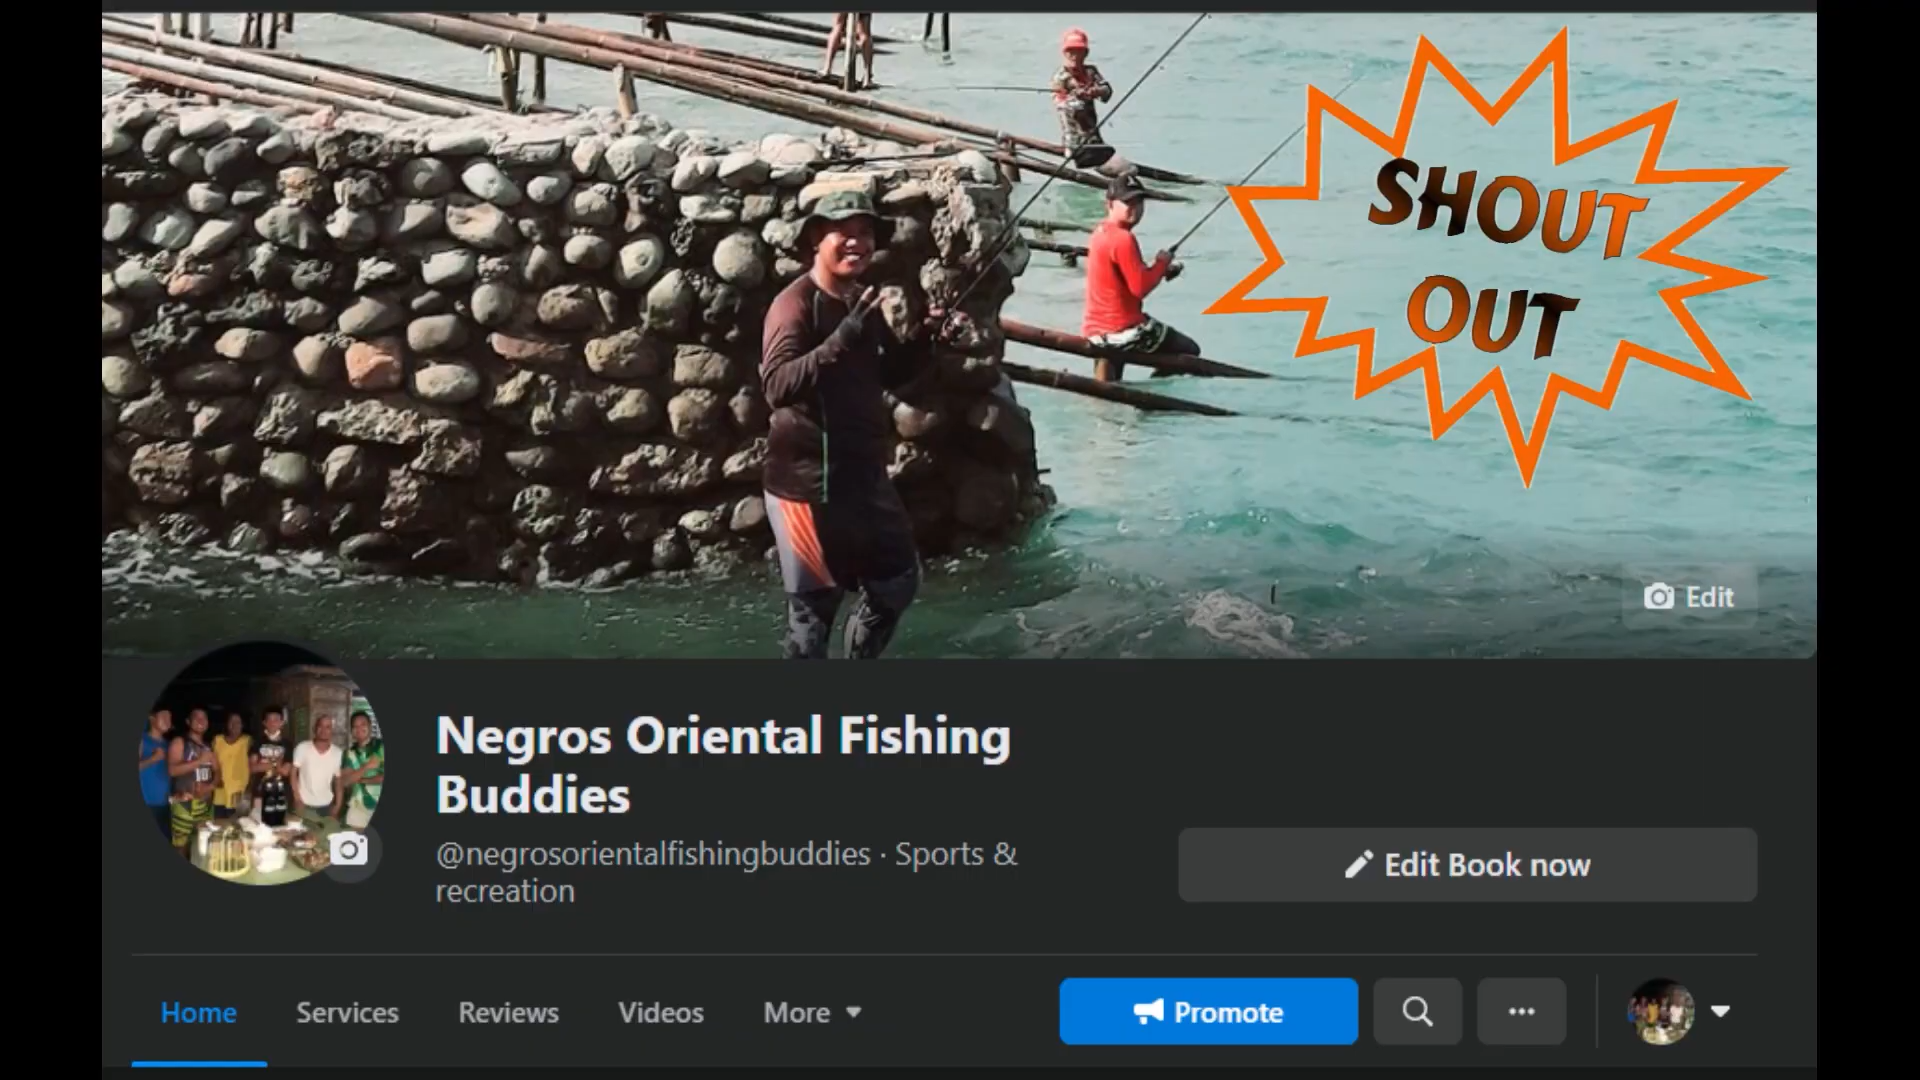 SHOUT
OUT
Edit
Negros Oriental Fishing
Buddies
@negrosorientalfishingbuddies · Sports &
recreation
Edit Book now
Home Services Reviews Videos More Promote